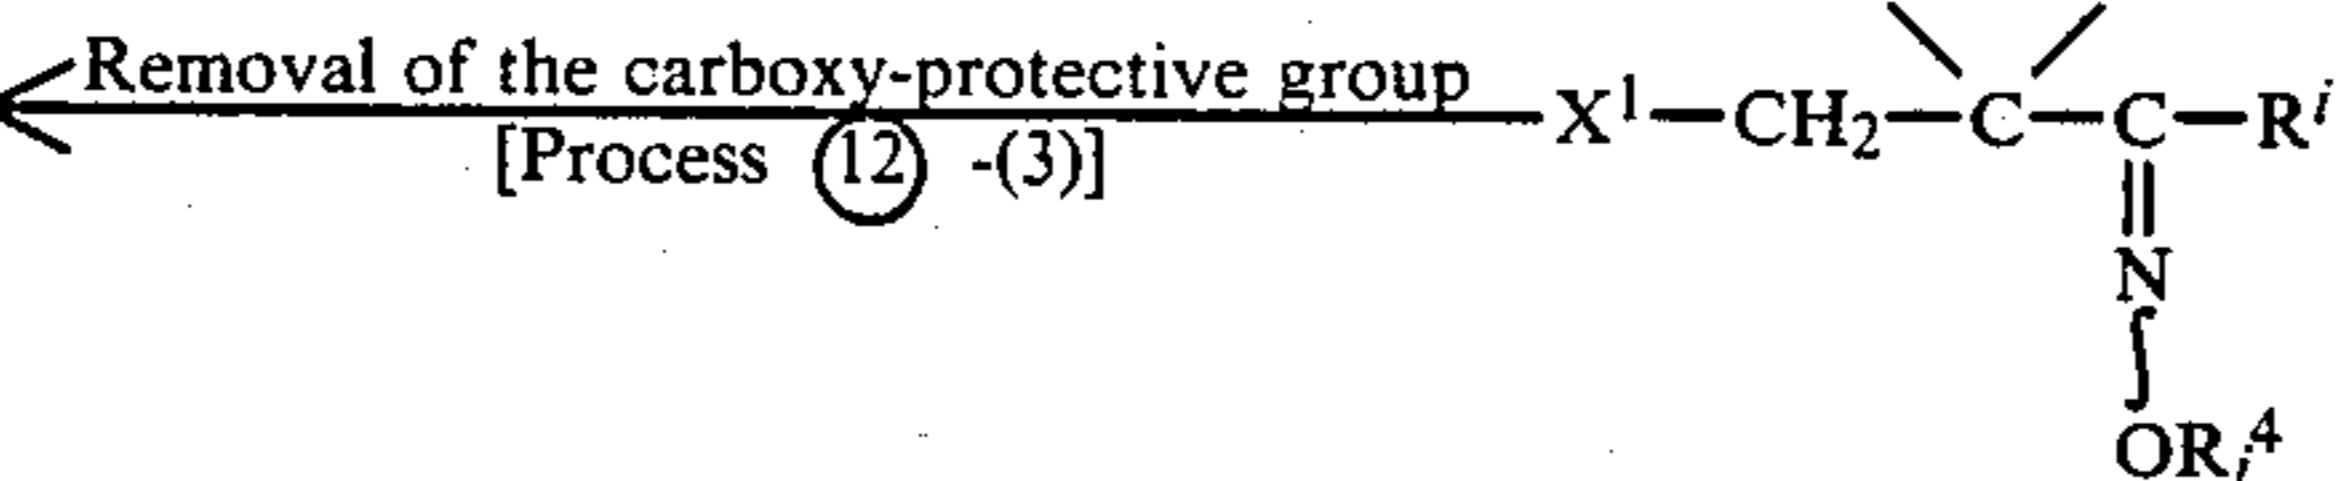 Removal of the carboxy-protective group
[Process ⑫ -(3)]
X¹—CH₂—C—C—Rⁱ
N
ORᵢ⁴